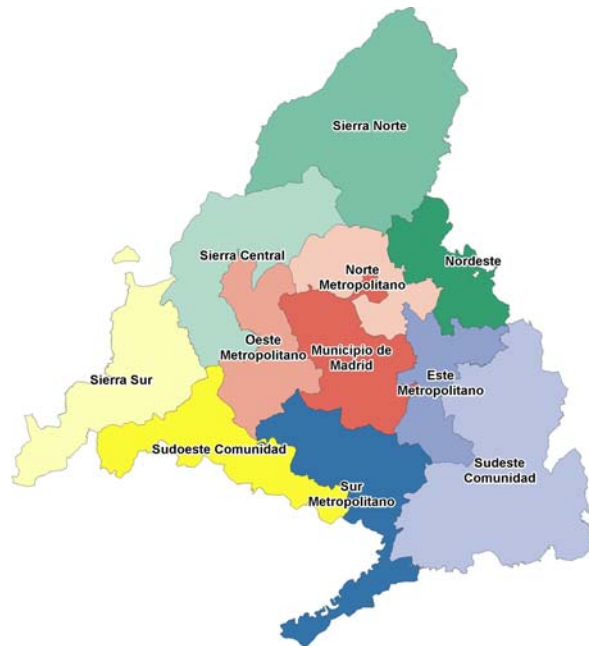 Sierra Norte
Sierra Central
Nordeste
Norte
Metropolitano
Oeste
Metropolitano
Municipio de
Madrid
Este
Metropolitano
Sierra Sur
Sudoeste Comunidad
Sudeste
Comunidad
Sur
Metropolitano